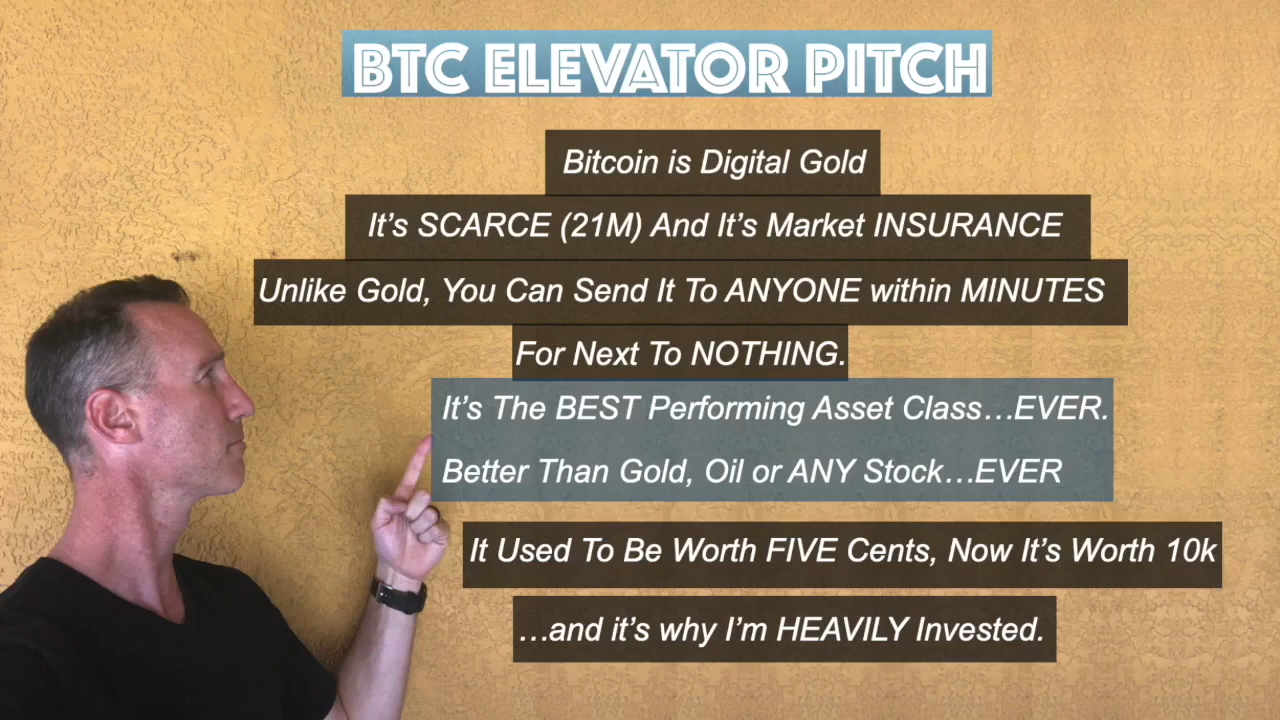 BTC ELEVATOR PITCH
Bitcoin is Digital Gold
It's SCARCE (21M) And It's Market INSURANCE
Unlike Gold, You Can Send It To ANYONE within MINUTES
For Next To NOTHING.
It's The BEST Performing Asset Class...EVER.
Better Than Gold, Oil or ANY Stock...EVER
It Used To Be Worth FIVE Cents, Now It's Worth 10k
...and it's why I'm HEAVILY Invested.